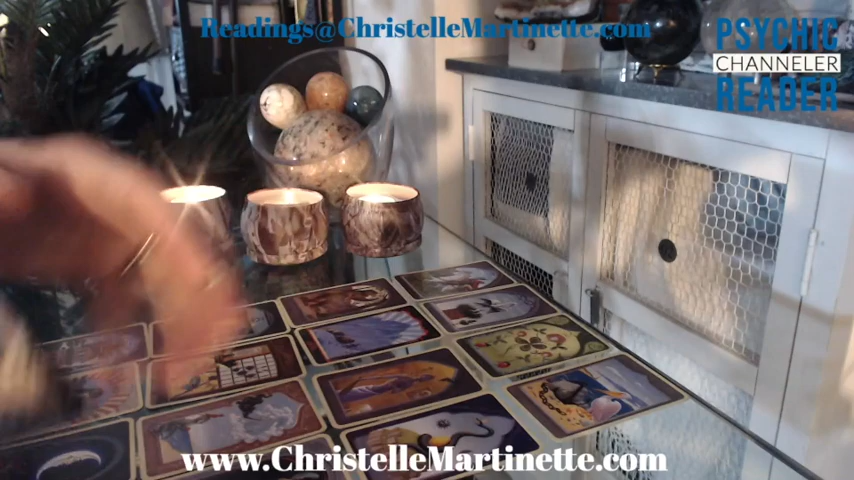 Readings@ChristelleMartinette.com
PSYCHIC
CHANNELER
READER
www.ChristelleMartinette.com